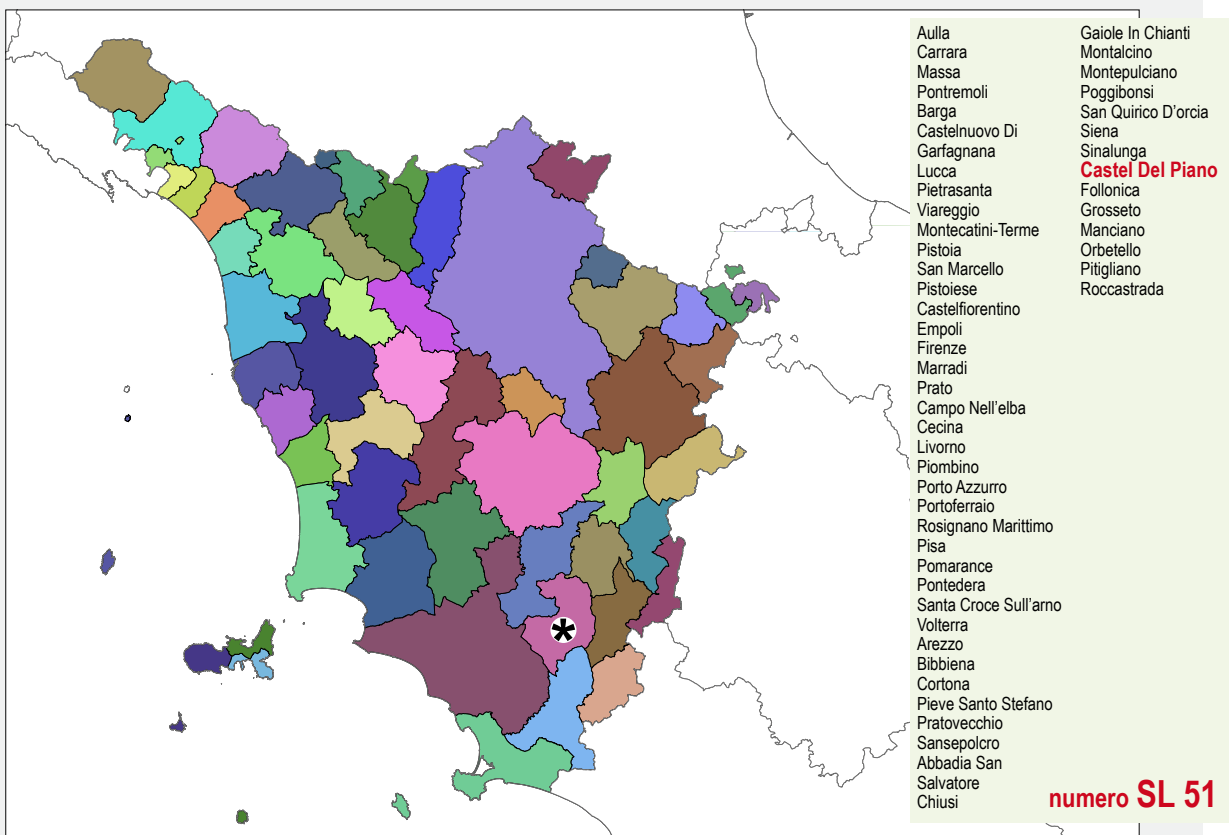 Aulla
Carrara
Massa
Pontremoli
Barga
Castelnuovo Di
Garfagnana
Lucca
Pietrasanta
Viareggio
Montecatini-Terme
Pistoia
San Marcello
Pistoiese
Castelfiorentino
Empoli
Firenze
Marradi
Prato
Campo Nell'elba
Cecina
Livorno
Piombino
Porto Azzurro
Portoferraio
Rosignano Marittimo
Pisa
Pomarance
Pontedera
Santa Croce Sull'arno
Volterra
Arezzo
Bibbiena
Cortona
Pieve Santo Stefano
Pratovecchio
Sansepolcro
Abbadia San
Salvatore
Chiusi
Gaiole In Chianti
Montalcino
Montepulciano
Poggibonsi
San Quirico D'orcia
Siena
Sinalunga
Castel Del Piano
Follonica
Grosseto
Manciano
Orbetello
Pitigliano
Roccastrada
numero SL 51
*